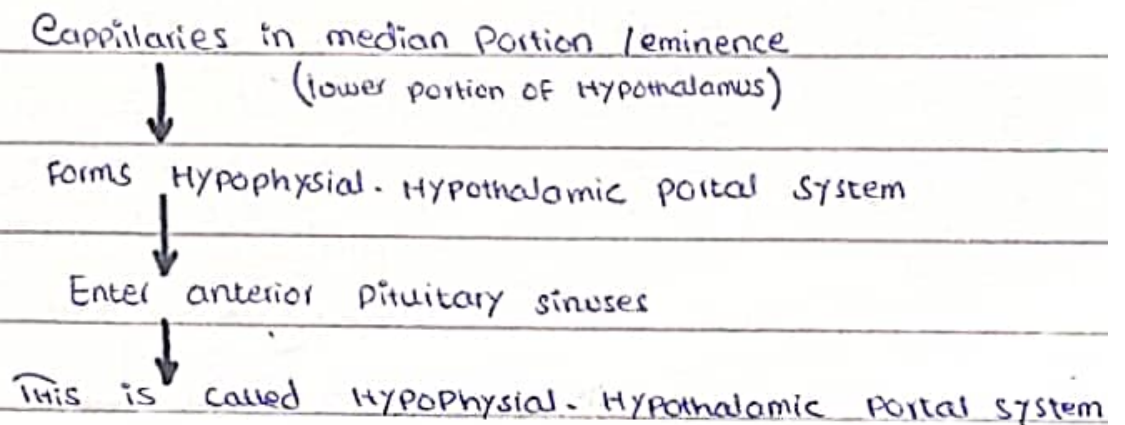 Cappillaries in median Portion / eminence
(lower portion of Hypothalamus)
Forms Hypophysial - Hypothalamic portal system
Enter anterior pituitary sinuses
This is called Hypophysial - Hypothalamic portal system